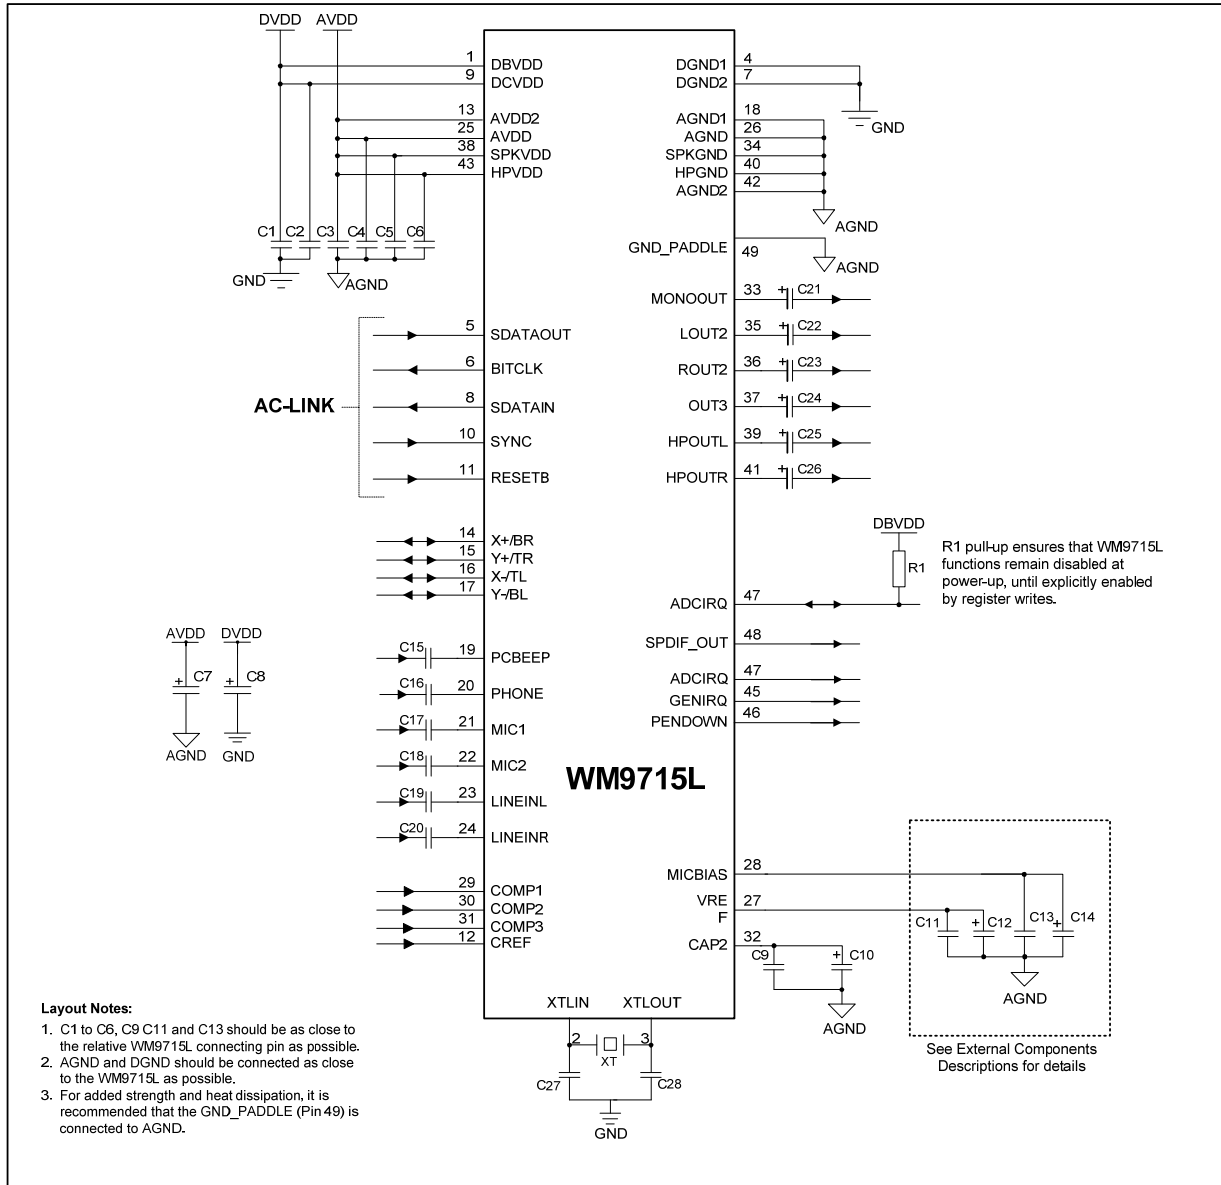 DVDD AVDD
1 DBVDD
9 DCVDD
13 AVDD2
25 AVDD
38 SPKVDD
43 HPVDD
C1 C2 C3 C4 C5 C6
GND AGND
DGND1 4
DGND2 7
GND
AGND1 18
AGND 26
SPKGND 34
HPGND 40
AGND2 42
AGND
GND_PADDLE 49
AGND
AC-LINK
5 SDATAOUT
6 BITCLK
8 SDATAIN
10 SYNC
11 RESETB
MONOOUT 33 + C21
LOUT2 35 + C22
ROUT2 36 + C23
OUT3 37 + C24
HPOUTL 39 + C25
HPOUTR 41 + C26
14 X+/BR
15 Y+/TR
16 X-/TL
17 Y-/BL
DBVDD
R1
R1 pull-up ensures that WM9715L
functions remain disabled at
power-up, until explicitly enabled
by register writes.
ADCIRQ 47
SPDIF_OUT 48
ADCIRQ 47
GENIRQ 45
PENDOWN 46
AVDD DVDD
+ C7 + C8
AGND GND
C15 19 PCBEEP
C16 20 PHONE
C17 21 MIC1
C18 22 MIC2
C19 23 LINEINL
C20 24 LINEINR
WM9715L
29 COMP1
30 COMP2
31 COMP3
12 CREF
MICBIAS 28
VRE
F
27
CAP2 32
C9 + C10
AGND
C11 + C12 C13 + C14
AGND
See External Components
Descriptions for details
XTLIN XTLOUT
2 3
XT
C27 C28
GND
Layout Notes:
1. C1 to C6, C9 C11 and C13 should be as close to
the relative WM9715L connecting pin as possible.
2. AGND and DGND should be connected as close
to the WM9715L as possible.
3. For added strength and heat dissipation, it is
recommended that the GND_PADDLE (Pin 49) is
connected to AGND.